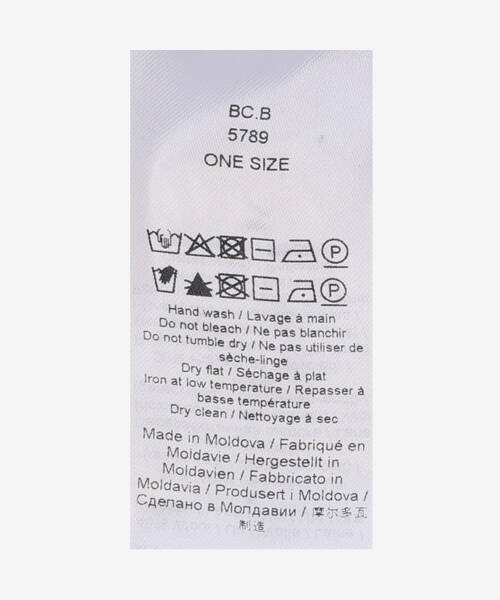 BC.B
5789
ONE SIZE
P
P
Hand wash / Lavage à main
Do not bleach / Ne pas blanchir
Do not tumble dry / Ne pas utiliser de
sèche-linge
Dry flat / Séchage à plat
Iron at low temperature / Repasser à
basse température
Dry clean / Nettoyage à sec
Made in Moldova / Fabriqué en
Moldavie / Hergestellt in
Moldavien / Fabbricato in
Moldavia / Produsert i Moldova /
Сделано в Молдавии / 摩尔多瓦
制造